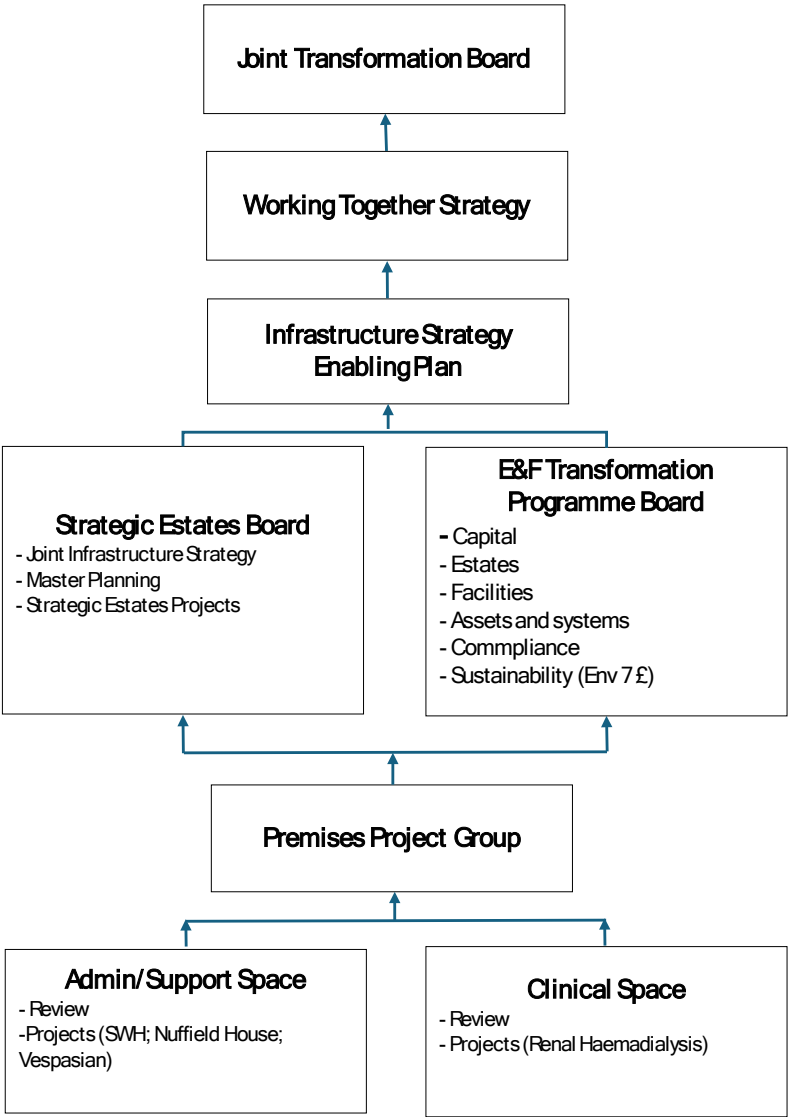 Joint Transformation Board
Working Together Strategy
Infrastructure Strategy
Enabling Plan
Strategic Estates Board
- Joint Infrastructure Strategy
- Master Planning
- Strategic Estates Projects
E&F Transformation
Programme Board
- Capital
- Estates
- Facilities
- Assets and systems
- Commpliance
- Sustainability (Env 7 £)
Premises Project Group
Admin/ Support Space
- Review
-Projects (SWH; Nuffield House;
Vespasian)
Clinical Space
- Review
- Projects (Renal Haemadialysis)